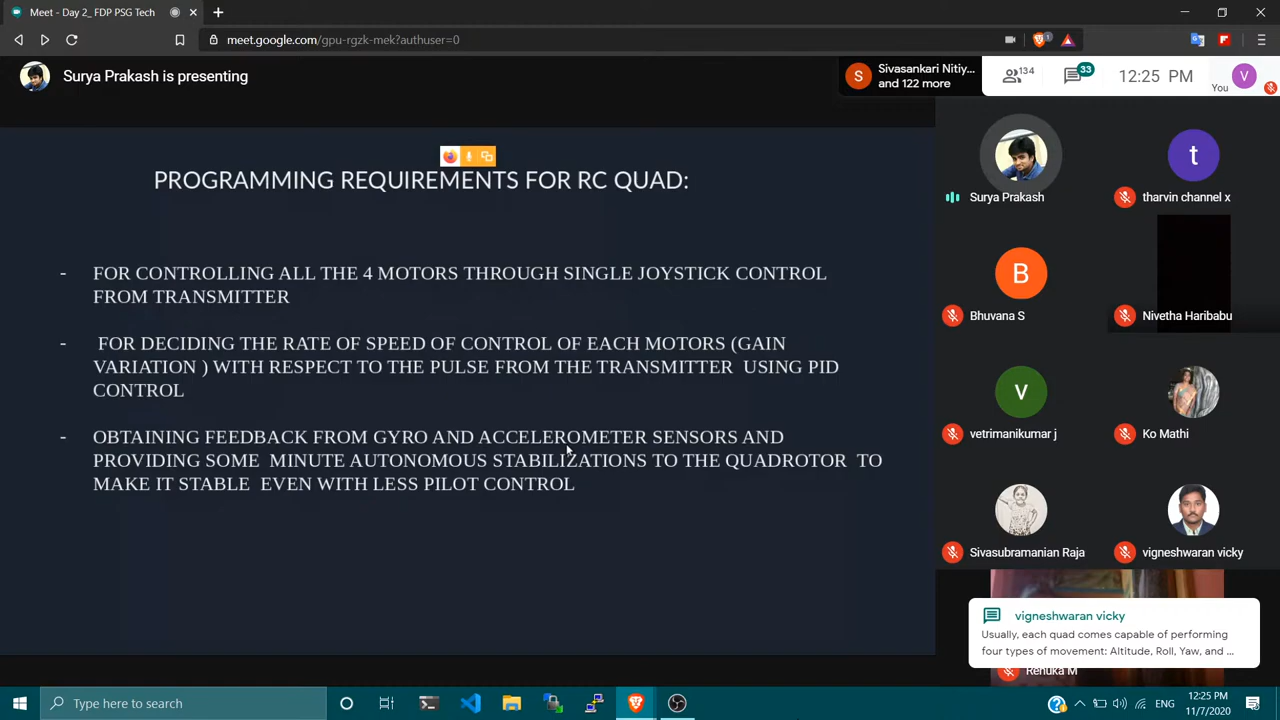 Meet - Day 2_ FDP PSG Tech
meet.google.com/gpu-rgzk-mek?authuser=0
1
Surya Prakash is presenting
S
Sivasankari Nitiy...
and 122 more
134
33
12:25 PM
You
V
PROGRAMMING REQUIREMENTS FOR RC QUAD:
- FOR CONTROLLING ALL THE 4 MOTORS THROUGH SINGLE JOYSTICK CONTROL
FROM TRANSMITTER
- FOR DECIDING THE RATE OF SPEED OF CONTROL OF EACH MOTORS (GAIN
VARIATION ) WITH RESPECT TO THE PULSE FROM THE TRANSMITTER USING PID
CONTROL
- OBTAINING FEEDBACK FROM GYRO AND ACCELEROMETER SENSORS AND
PROVIDING SOME MINUTE AUTONOMOUS STABILIZATIONS TO THE QUADROTOR TO
MAKE IT STABLE EVEN WITH LESS PILOT CONTROL
Surya Prakash
t
tharvin channel x
B
Bhuvana S
Nivetha Haribabu
V
vetrimanikumar j
Ko Mathi
Sivasubramanian Raja
vigneshwaran vicky
vigneshwaran vicky
Usually, each quad comes capable of performing
four types of movement: Altitude, Roll, Yaw, and ...
Renuka M
Type here to search
ENG
12:25 PM
11/7/2020